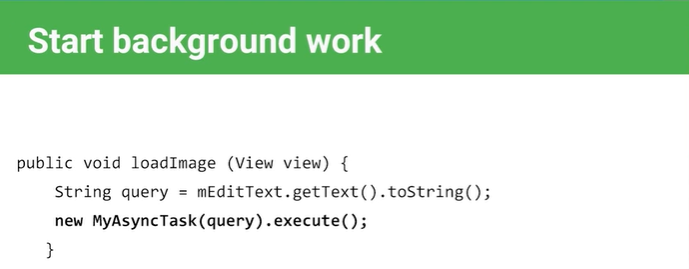 Start background work
public void loadImage (View view) {
String query = mEditText.getText().toString();
new MyAsyncTask(query).execute();
}